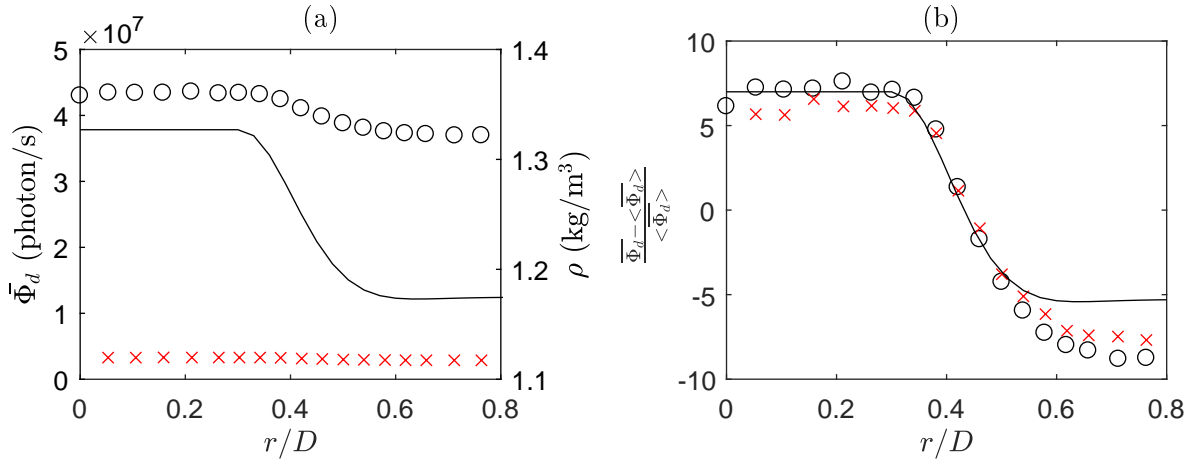 (a)
× 10⁷
5
4
3
2
1
0
Φ̄_d (photon/s)
1.4
1.3
1.2
1.1
ρ (kg/m³)
0 0.2 0.4 0.6 0.8
r/D
(b)
10
5
0
-5
-10
Φ̄_d−<Φ̄_d>
<Φ̄_d>
0 0.2 0.4 0.6 0.8
r/D